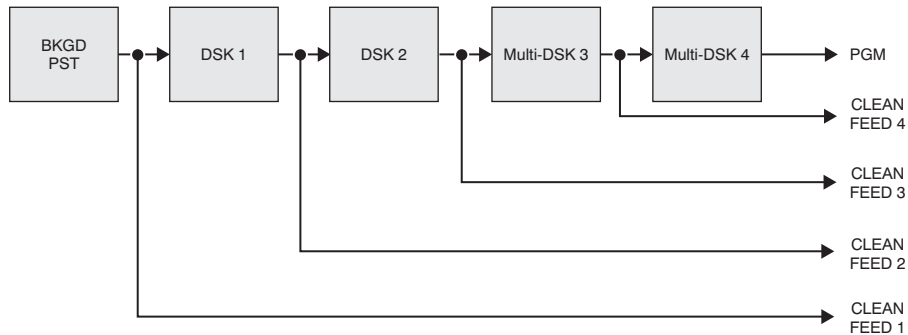 BKGD
PST
DSK 1
DSK 2
Multi-DSK 3
Multi-DSK 4
PGM
CLEAN
FEED 4
CLEAN
FEED 3
CLEAN
FEED 2
CLEAN
FEED 1